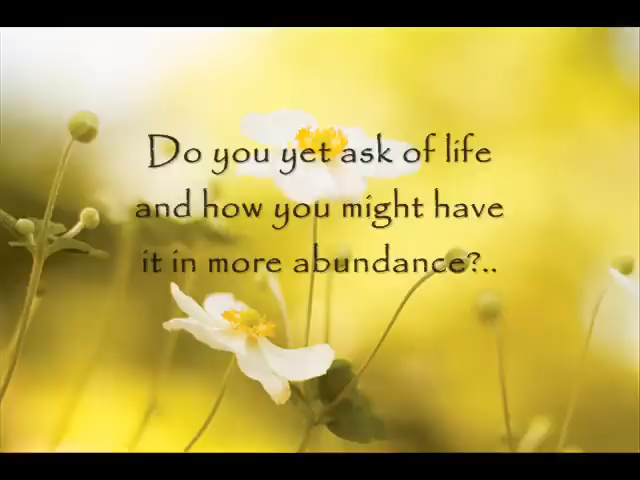 Do you yet ask of life
and how you might have
it in more abundance?..